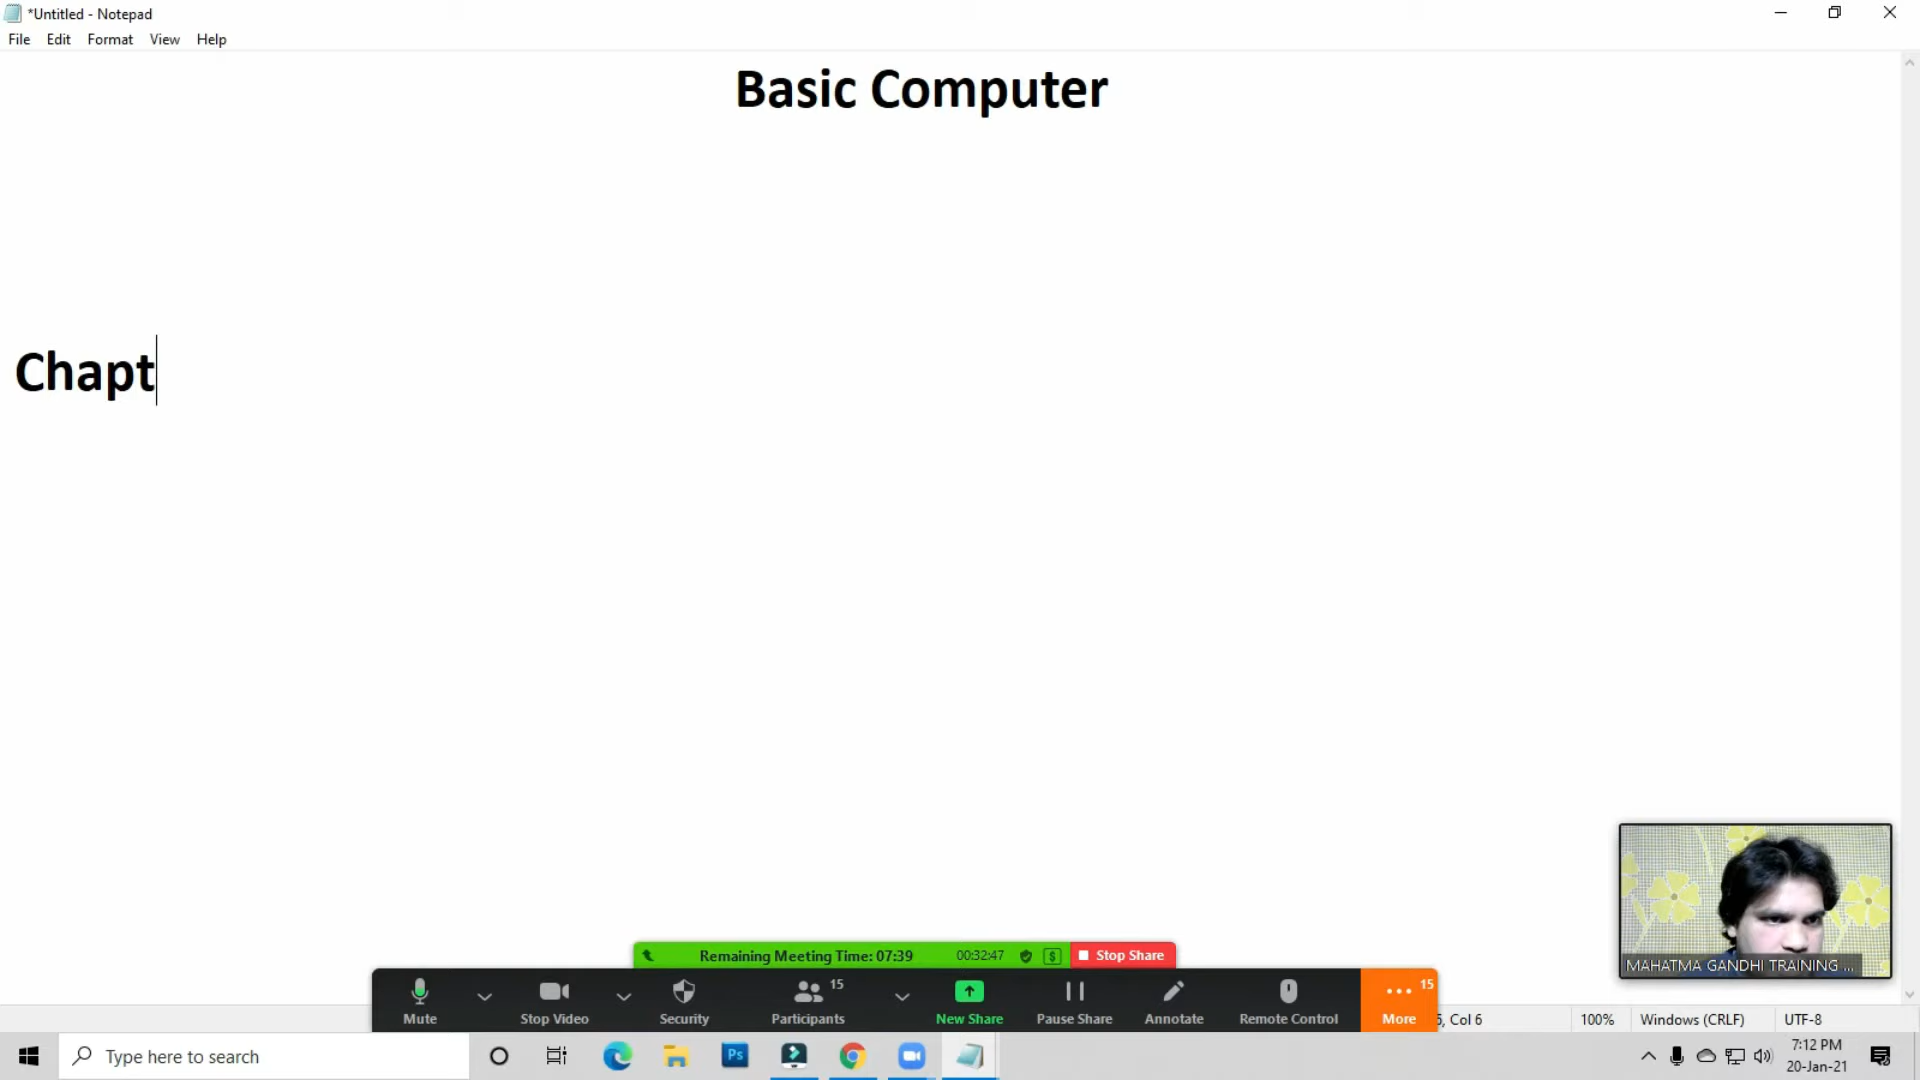 *Untitled - Notepad
File Edit Format View Help
Basic Computer
Chapt
MAHATMA GANDHI TRAINING ...
Remaining Meeting Time: 07:39 00:32:47 $ Stop Share
15 15
Mute Stop Video Security Participants New Share Pause Share Annotate Remote Control More
, Col 6 100% Windows (CRLF) UTF-8
Type here to search
Ps
7:12 PM
20-Jan-21